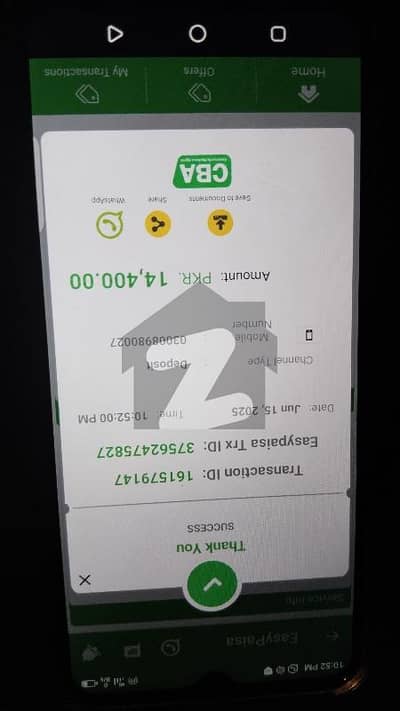 10:52 PM
EasyPaisa
Service Info
Thank You
SUCCESS
Transaction ID: 161579147
Easypaisa Trx ID: 37562475827
Date: Jun 15, 2025 Time: 10:52:00 PM
Channel Type Deposit
Mobile Number 03008980027
Amount: PKR. 14,400.00
Save to Documents Share WhatsApp
CBA
Home Offers My Transactions
Z